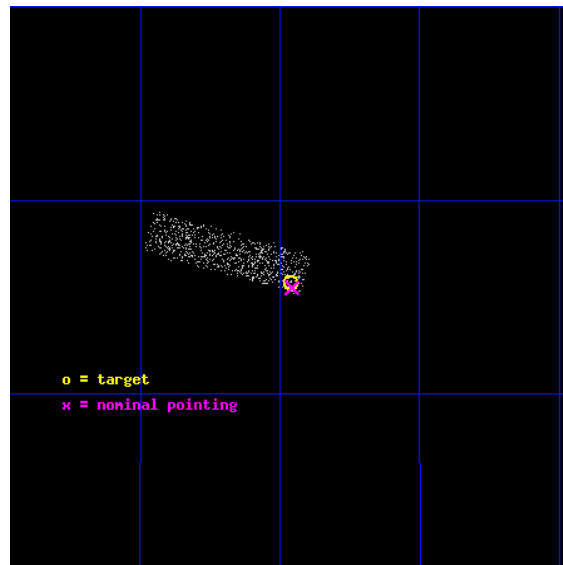 o = target
x = nominal pointing